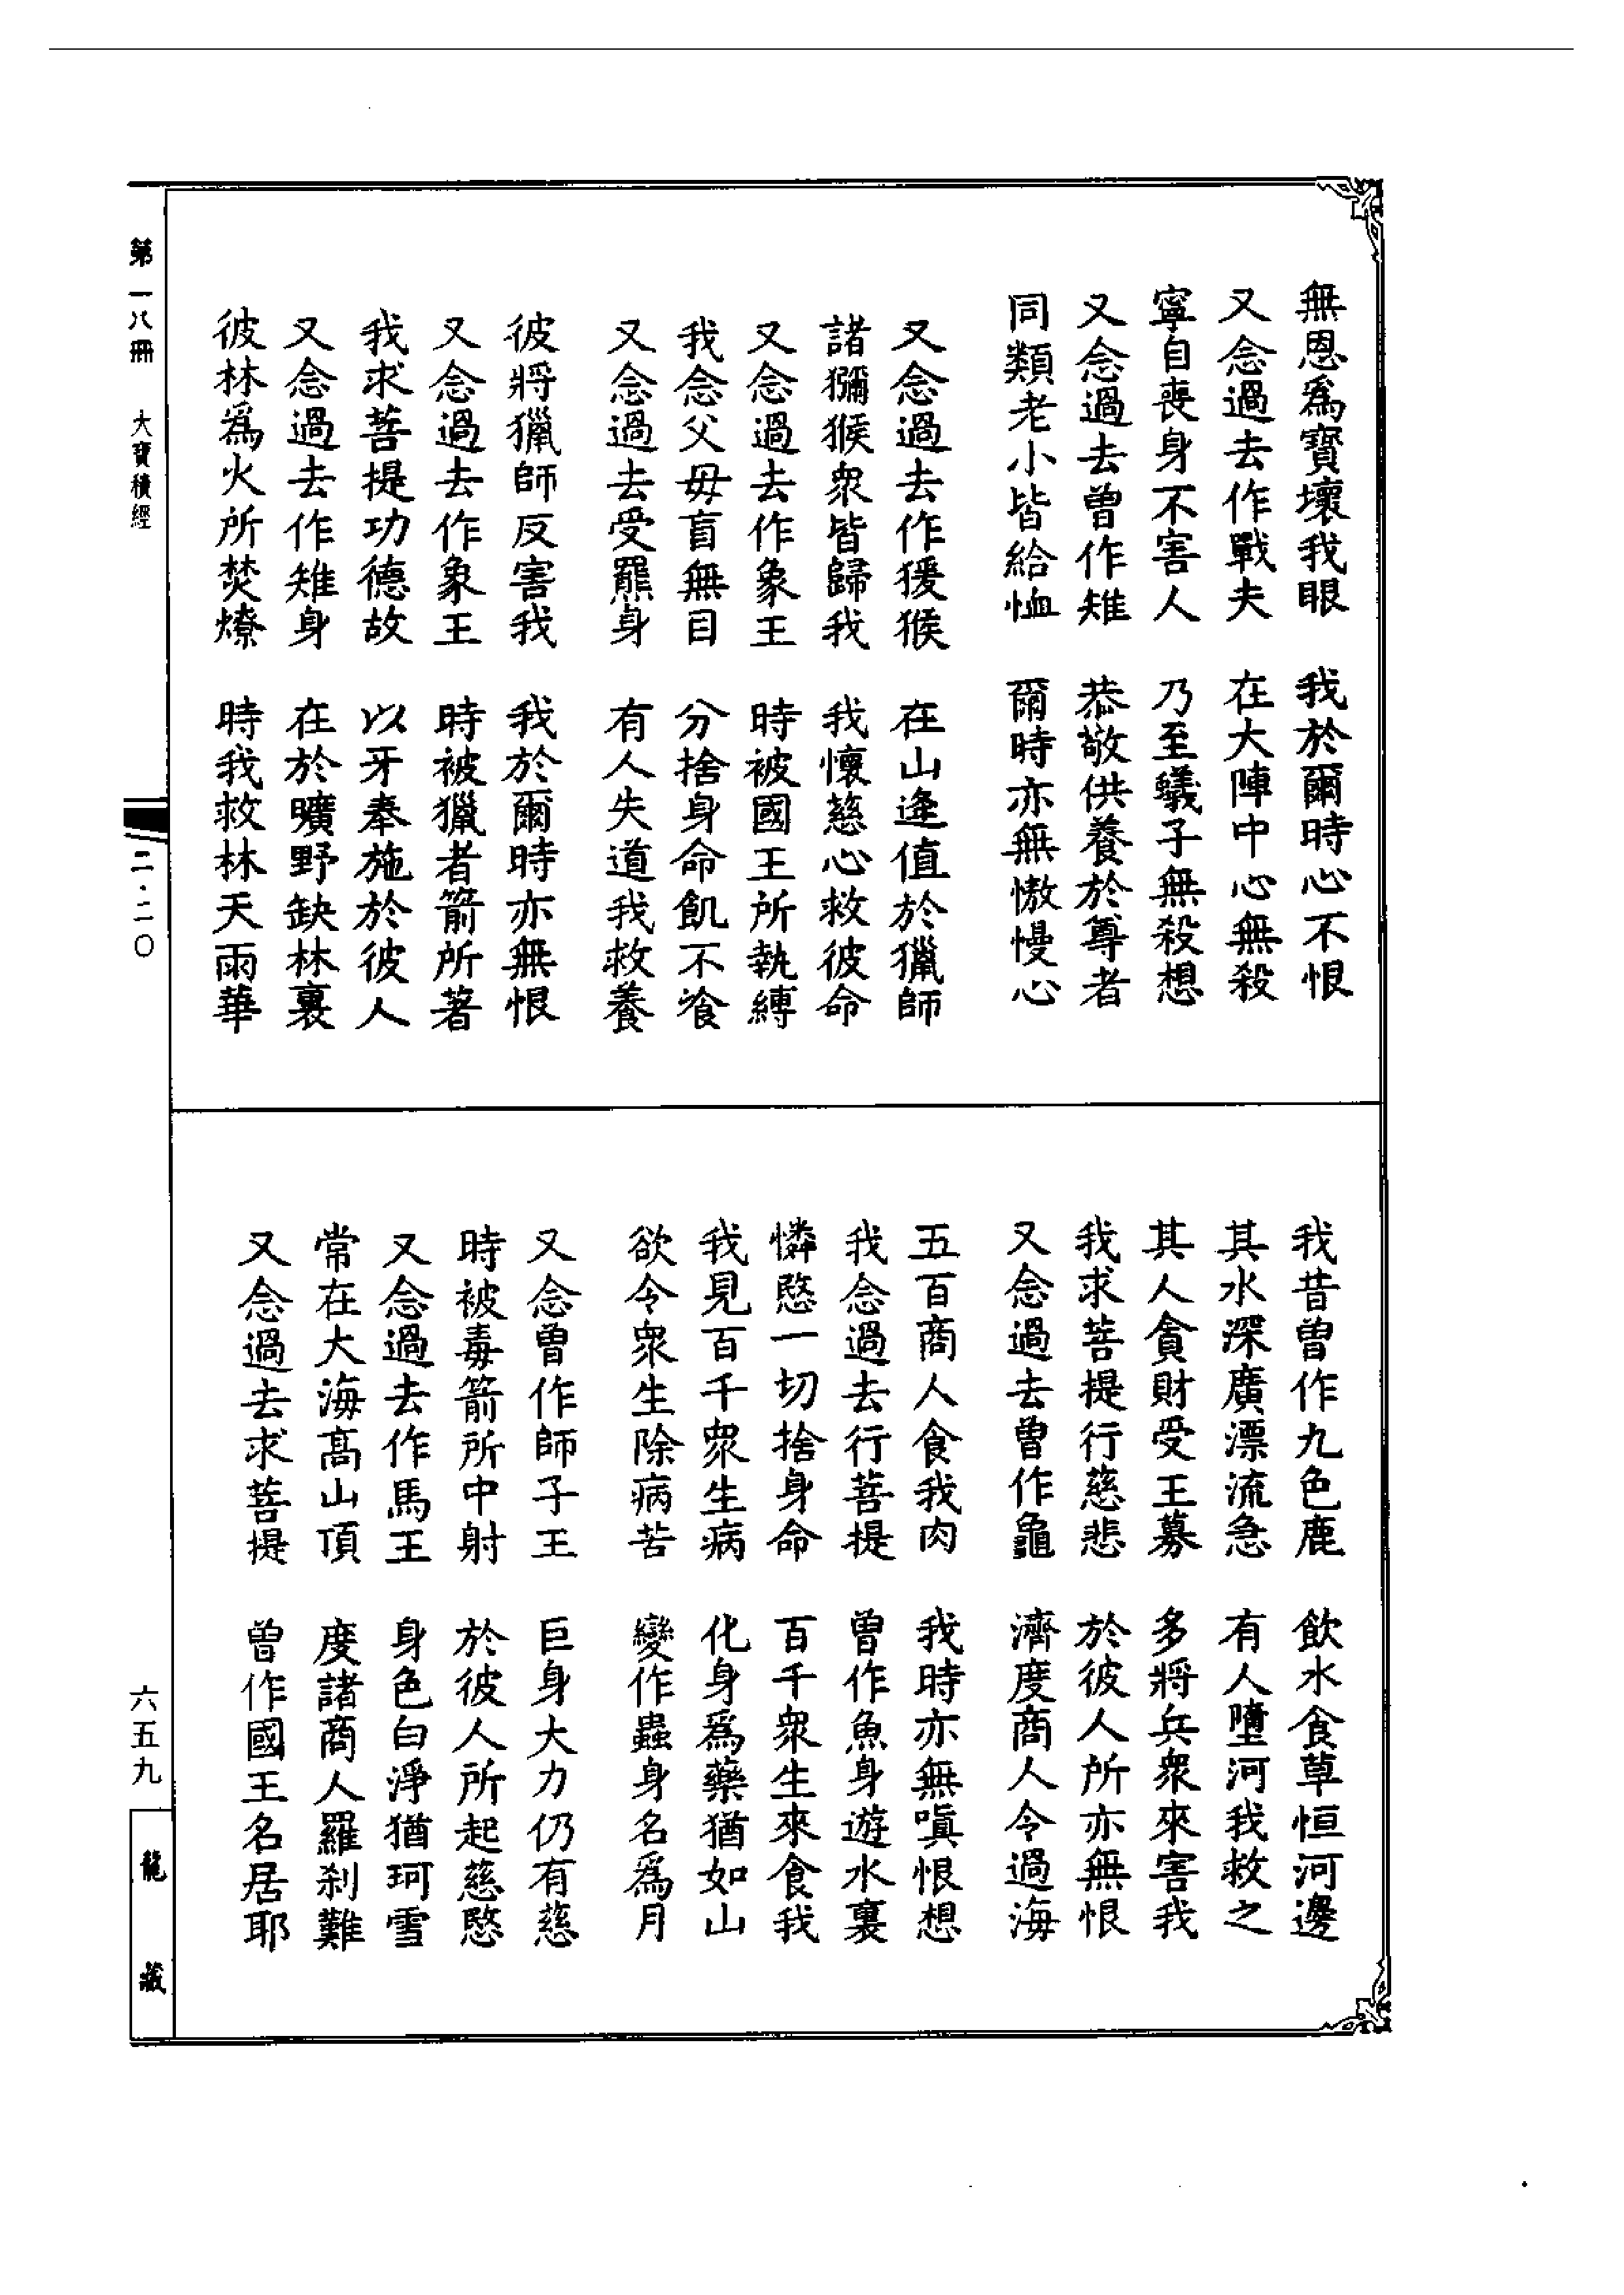 無恩爲寶壞我眼　我於爾時心不恨
又念過去作戰夫　在大陣中心無殺
寧自喪身不害人　乃至蟻子無殺想
又念過去曾作雉　恭敬供養於尊者
同類老小皆給恤　爾時亦無憿慢心
又念過去作猨猴　在山逢值於獵師
諸獼猴衆皆歸我　我懷慈心救彼命
又念過去作象王　時被國王所執縛
我念父母盲無目　分捨身命飢不飡
又念過去受羆身　有人失道我救養
彼將獵師反害我　我於爾時亦無恨
又念過去作象王　時被獵者箭所著
我求菩提功德故　以牙奉施於彼人
又念過去作雉身　在於曠野缺林裏
彼林爲火所焚燎　時我救林天雨華
我昔曾作九色鹿　飲水食草恒河邊
其水深廣漂流急　有人墮河我救之
其人貪財受王募　多將兵衆來害我
我求菩提行慈悲　於彼人所亦無恨
又念過去曾作龜　濟度商人令過海
五百商人食我肉　我時亦無嗔恨想
我念過去行菩提　曾作魚身遊水裏
憐愍一切捨身命　百千衆生來食我
我見百千衆生病　化身爲藥猶如山
欲令衆生除病苦　變作蟲身名爲月
又念曾作師子王　巨身大力仍有慈
時被毒箭所中射　於彼人所起慈愍
又念過去作馬王　身色白淨猶珂雪
常在大海髙山頂　度諸商人羅刹難
又念過去求菩提　曾作國王名居耶
第一八冊　大寶積經
二·二〇
六五九
龍藏